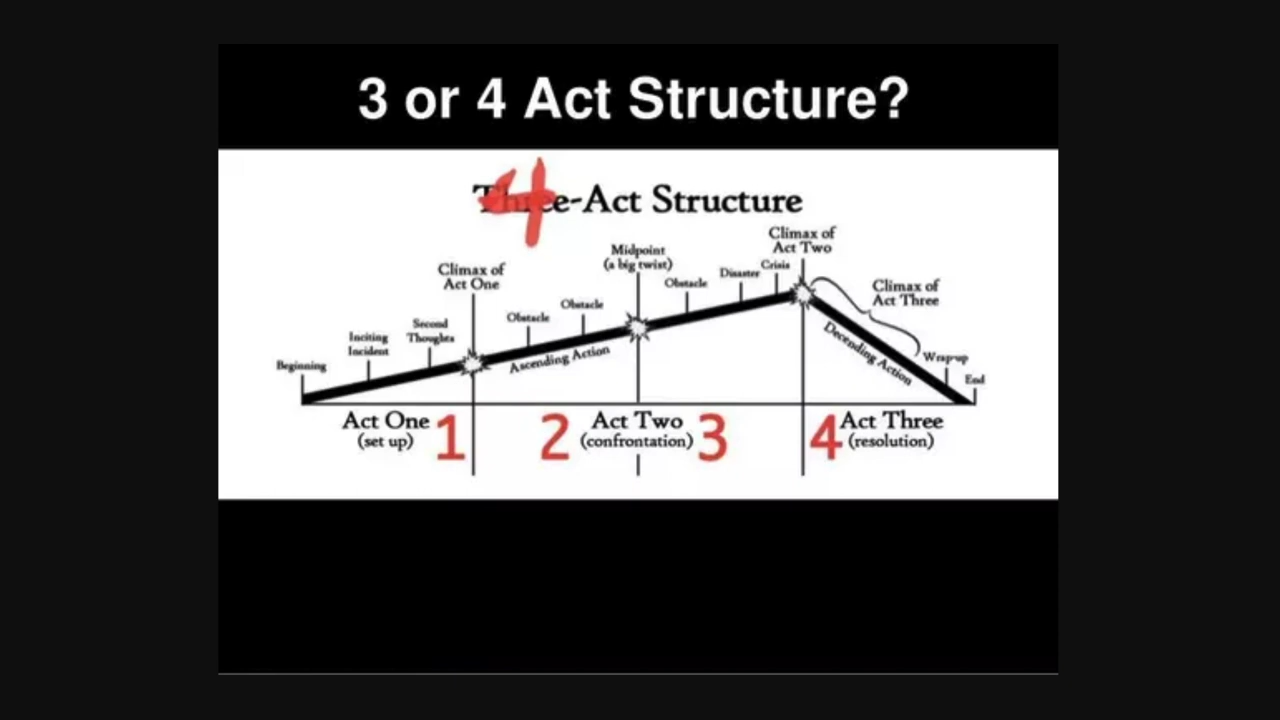 3 or 4 Act Structure?
Three-Act Structure
4
Climax of
Act Two
Midpoint
(a big twist)
Climax of
Act One
Crisis
Disaster
Obstacle
Climax of
Act Three
Obstacle
Obstacle
Second
Thoughts
Inciting
Incident
Beginning
Ascending Action
Decending Action
Wrap-up
End
Act One
(set up)
1
2
Act Two
(confrontation)
3
4
Act Three
(resolution)